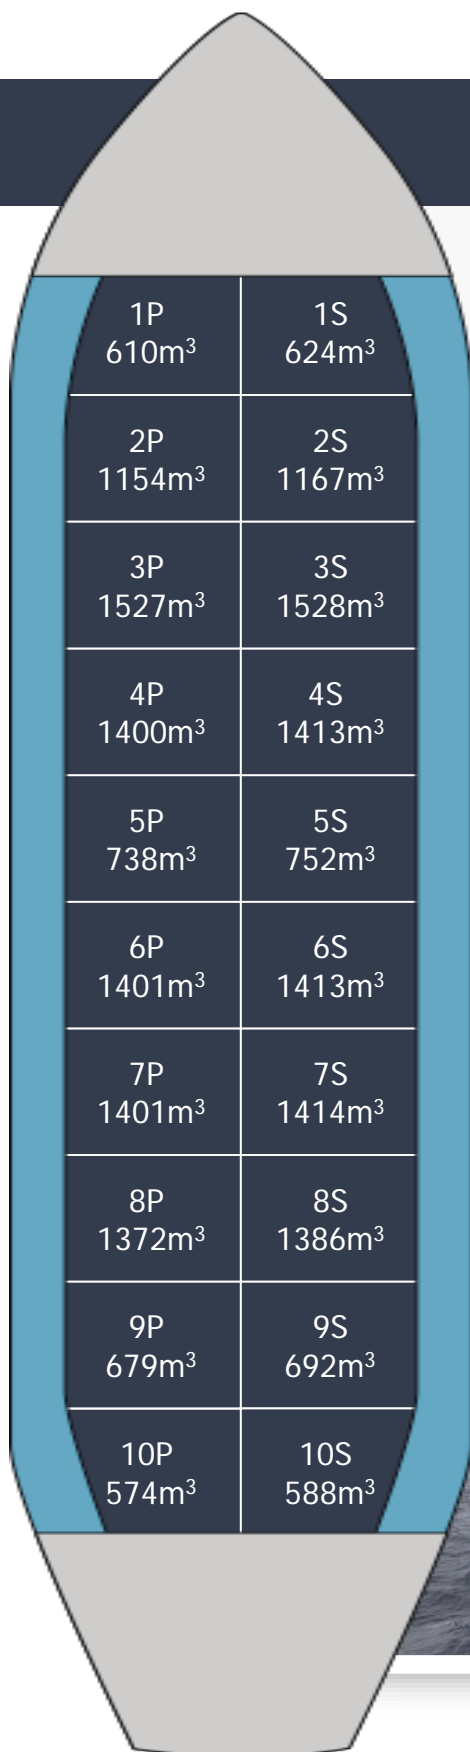 1P 1S
610m³ 624m³
2P 2S
1154m³ 1167m³
3P 3S
1527m³ 1528m³
4P 4S
1400m³ 1413m³
5P 5S
738m³ 752m³
6P 6S
1401m³ 1413m³
7P 7S
1401m³ 1414m³
8P 8S
1372m³ 1386m³
9P 9S
679m³ 692m³
10P 10S
574m³ 588m³